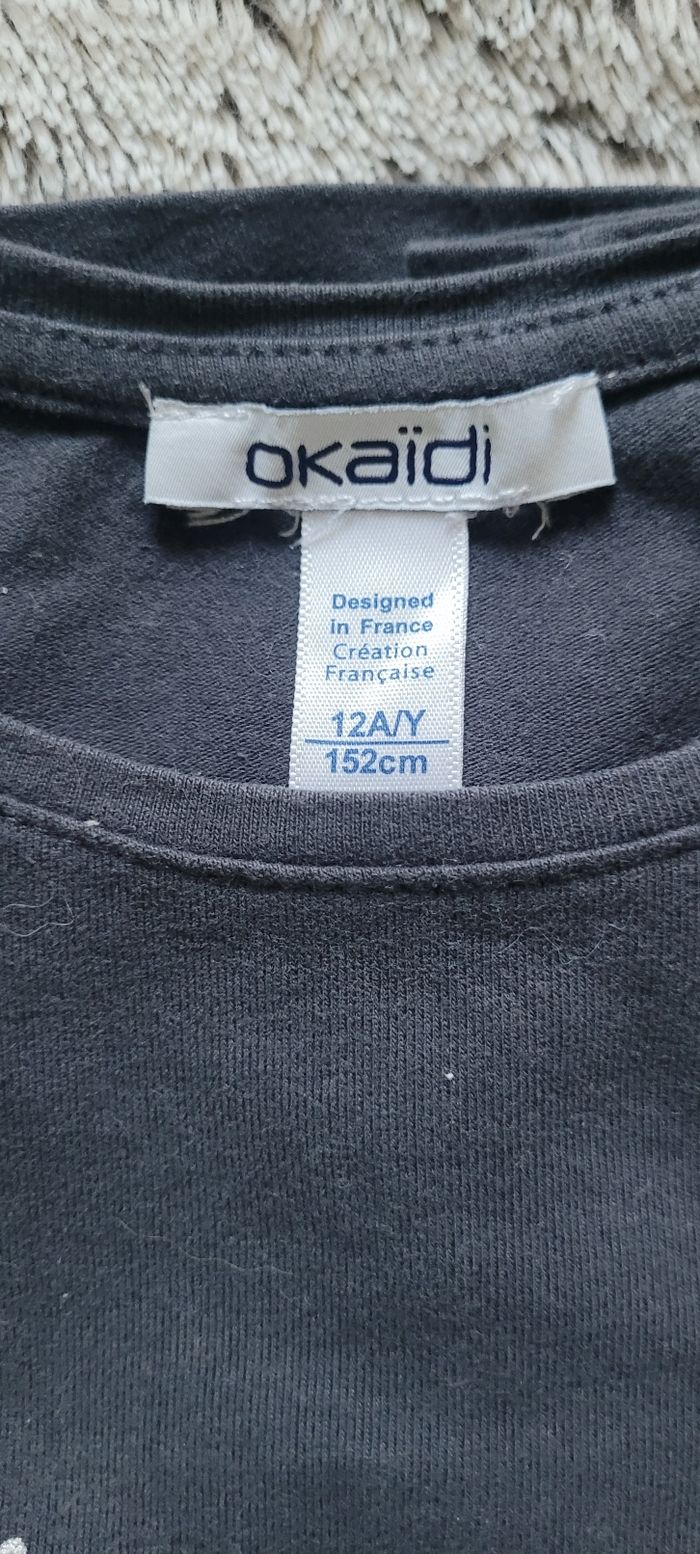 okaïdi
Designed
in France
Création
Française
12A/Y
152cm